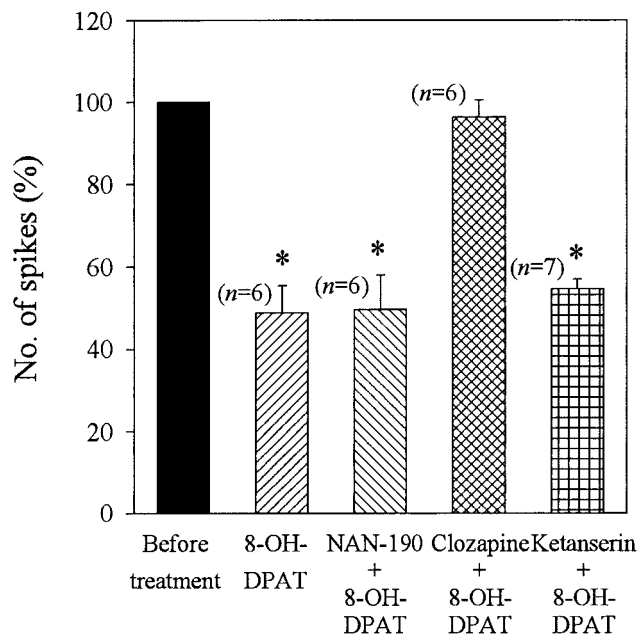 120
100
80
60
40
20
0
No. of spikes (%)
(n=6)
*
(n=6)
*
(n=6)
(n=7)
*
Before
treatment
8-OH-
DPAT
NAN-190
+
8-OH-
DPAT
Clozapine
+
8-OH-
DPAT
Ketanserin
+
8-OH-
DPAT